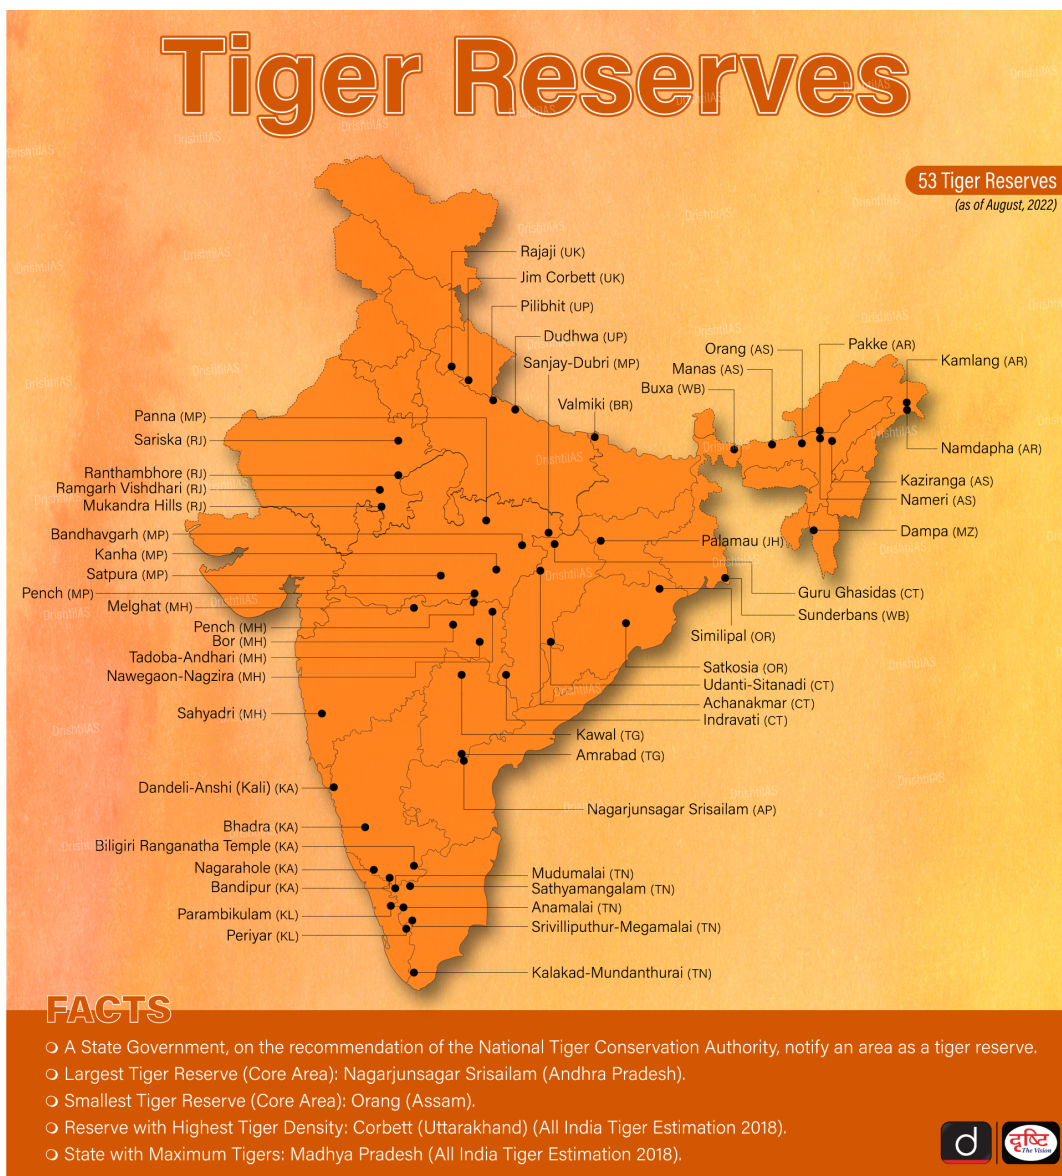 Tiger Reserves
53 Tiger Reserves
(as of August, 2022)
Rajaji (UK)
Jim Corbett (UK)
Pilibhit (UP)
Dudhwa (UP)
Sanjay-Dubri (MP)
Valmiki (BR)
Orang (AS)
Manas (AS)
Buxa (WB)
Pakke (AR)
Kamlang (AR)
Namdapha (AR)
Kaziranga (AS)
Nameri (AS)
Dampa (MZ)
Panna (MP)
Sariska (RJ)
Ranthambhore (RJ)
Ramgarh Vishdhari (RJ)
Mukandra Hills (RJ)
Bandhavgarh (MP)
Kanha (MP)
Satpura (MP)
Pench (MP)
Melghat (MH)
Pench (MH)
Bor (MH)
Tadoba-Andhari (MH)
Nawegaon-Nagzira (MH)
Sahyadri (MH)
Palamau (JH)
Guru Ghasidas (CT)
Sunderbans (WB)
Similipal (OR)
Satkosia (OR)
Udanti-Sitanadi (CT)
Achanakmar (CT)
Indravati (CT)
Kawal (TG)
Amrabad (TG)
Nagarjunsagar Srisailam (AP)
Dandeli-Anshi (Kali) (KA)
Bhadra (KA)
Biligiri Ranganatha Temple (KA)
Nagarahole (KA)
Bandipur (KA)
Parambikulam (KL)
Periyar (KL)
Mudumalai (TN)
Sathyamangalam (TN)
Anamalai (TN)
Srivilliputhur-Megamalai (TN)
Kalakad-Mundanthurai (TN)
FACTS
A State Government, on the recommendation of the National Tiger Conservation Authority, notify an area as a tiger reserve.
Largest Tiger Reserve (Core Area): Nagarjunsagar Srisailam (Andhra Pradesh).
Smallest Tiger Reserve (Core Area): Orang (Assam).
Reserve with Highest Tiger Density: Corbett (Uttarakhand) (All India Tiger Estimation 2018).
State with Maximum Tigers: Madhya Pradesh (All India Tiger Estimation 2018).
d
दृष्टि
The Vision
DrishtiIAS